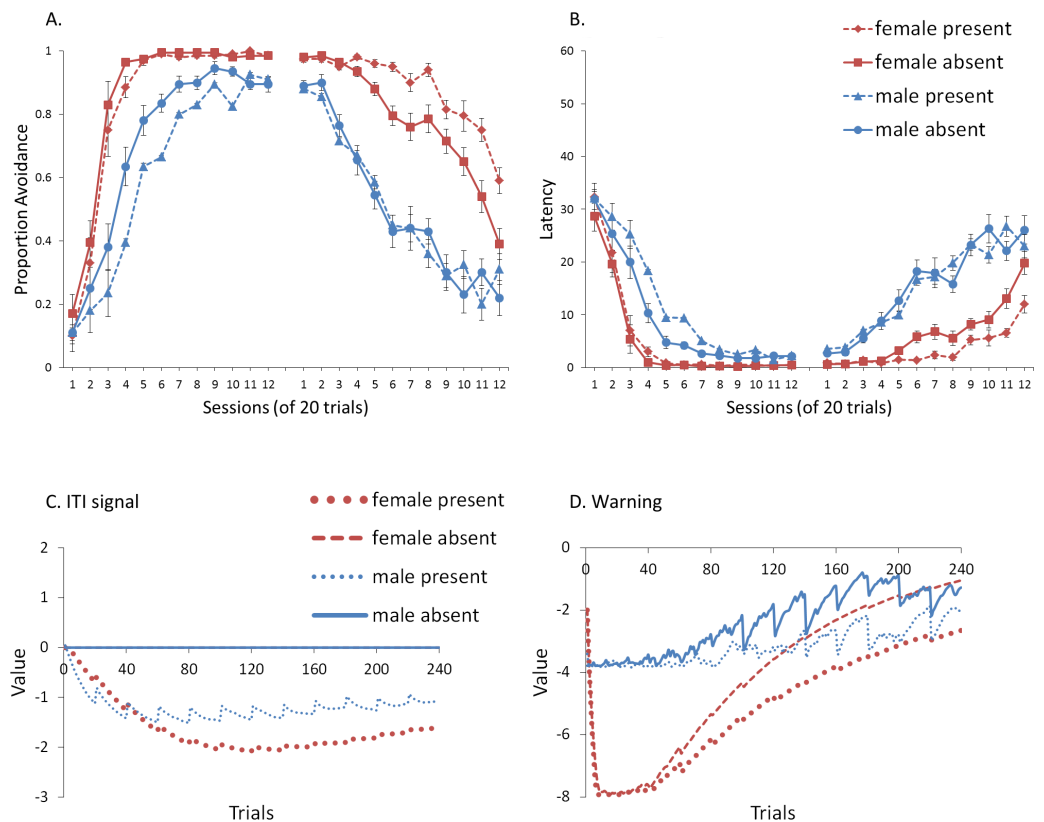 A.
Proportion Avoidance
1
0.8
0.6
0.4
0.2
0
1 2 3 4 5 6 7 8 9 10 11 12 1 2 3 4 5 6 7 8 9 10 11 12
Sessions (of 20 trials)
B.
female present
female absent
male present
male absent
Latency
60
50
40
30
20
10
0
1 2 3 4 5 6 7 8 9 10 11 12 1 2 3 4 5 6 7 8 9 10 11 12
Sessions (of 20 trials)
C. ITI signal
female present
female absent
male present
male absent
Value
2
1
0
-1
-2
-3
0 40 80 120 160 200 240
Trials
D. Warning
Value
0
-2
-4
-6
-8
0 40 80 120 160 200 240
Trials